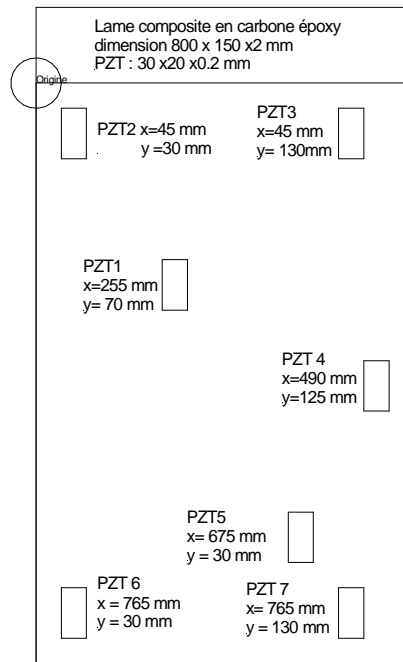 Lame composite en carbone époxy
dimension 800 x 150 x2 mm
PZT : 30 x20 x0.2 mm
Origine
PZT2 x=45 mm
y =30 mm
PZT3
x=45 mm
y= 130mm
PZT1
x=255 mm
y= 70 mm
PZT 4
x=490 mm
y=125 mm
PZT5
x= 675 mm
y = 30 mm
PZT 6
x = 765 mm
y = 30 mm
PZT 7
x= 765 mm
y = 130 mm